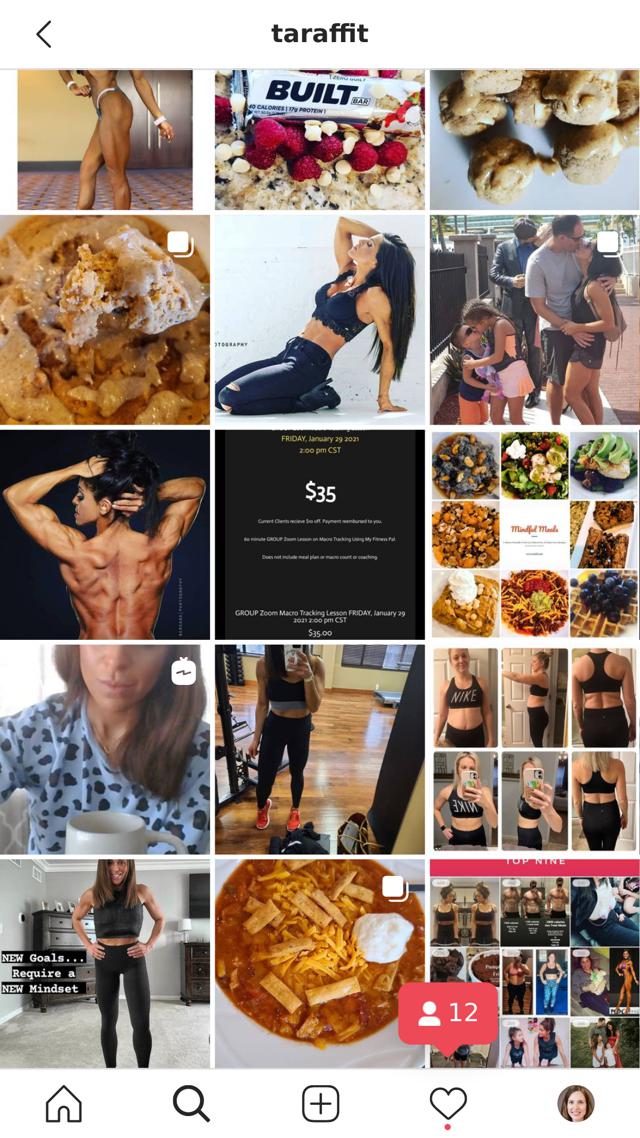 taraffit
BUILT BAR
40 CALORIES | 17g PROTEIN |
OTOGRAPHY
FRIDAY, January 29 2021
2:00 pm CST
$35
Current Clients recieve $10 off. Payment reembursed to you.
60 minute GROUP Zoom Lesson on Macro Tracking Using My Fitness Pal.
Does not include meal plan or macro count or coaching.
GROUP Zoom Macro Tracking Lesson FRIDAY, January 29
2021 2:00 pm CST
$35.00
Mindful Meals
NIKE
NIKE
NEW Goals...
Require a
NEW Mindset
TOP NINE
12